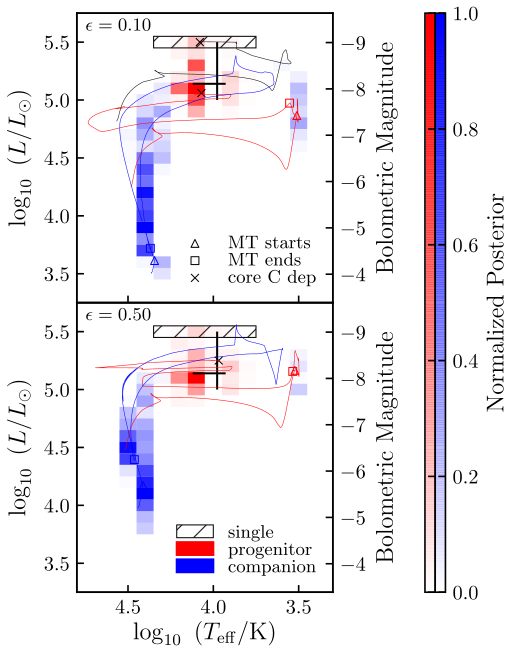 ϵ = 0.10
5.5
5.0
4.5
4.0
3.5
log₁₀ (L/L⊙)
−9
−8
−7
−6
−5
−4
Bolometric Magnitude
MT starts
MT ends
core C dep
ϵ = 0.50
5.5
5.0
4.5
4.0
3.5
log₁₀ (L/L⊙)
−9
−8
−7
−6
−5
−4
Bolometric Magnitude
single
progenitor
companion
4.5 4.0 3.5
log₁₀ (T_eff/K)
1.0
0.8
0.6
0.4
0.2
0.0
Normalized Posterior